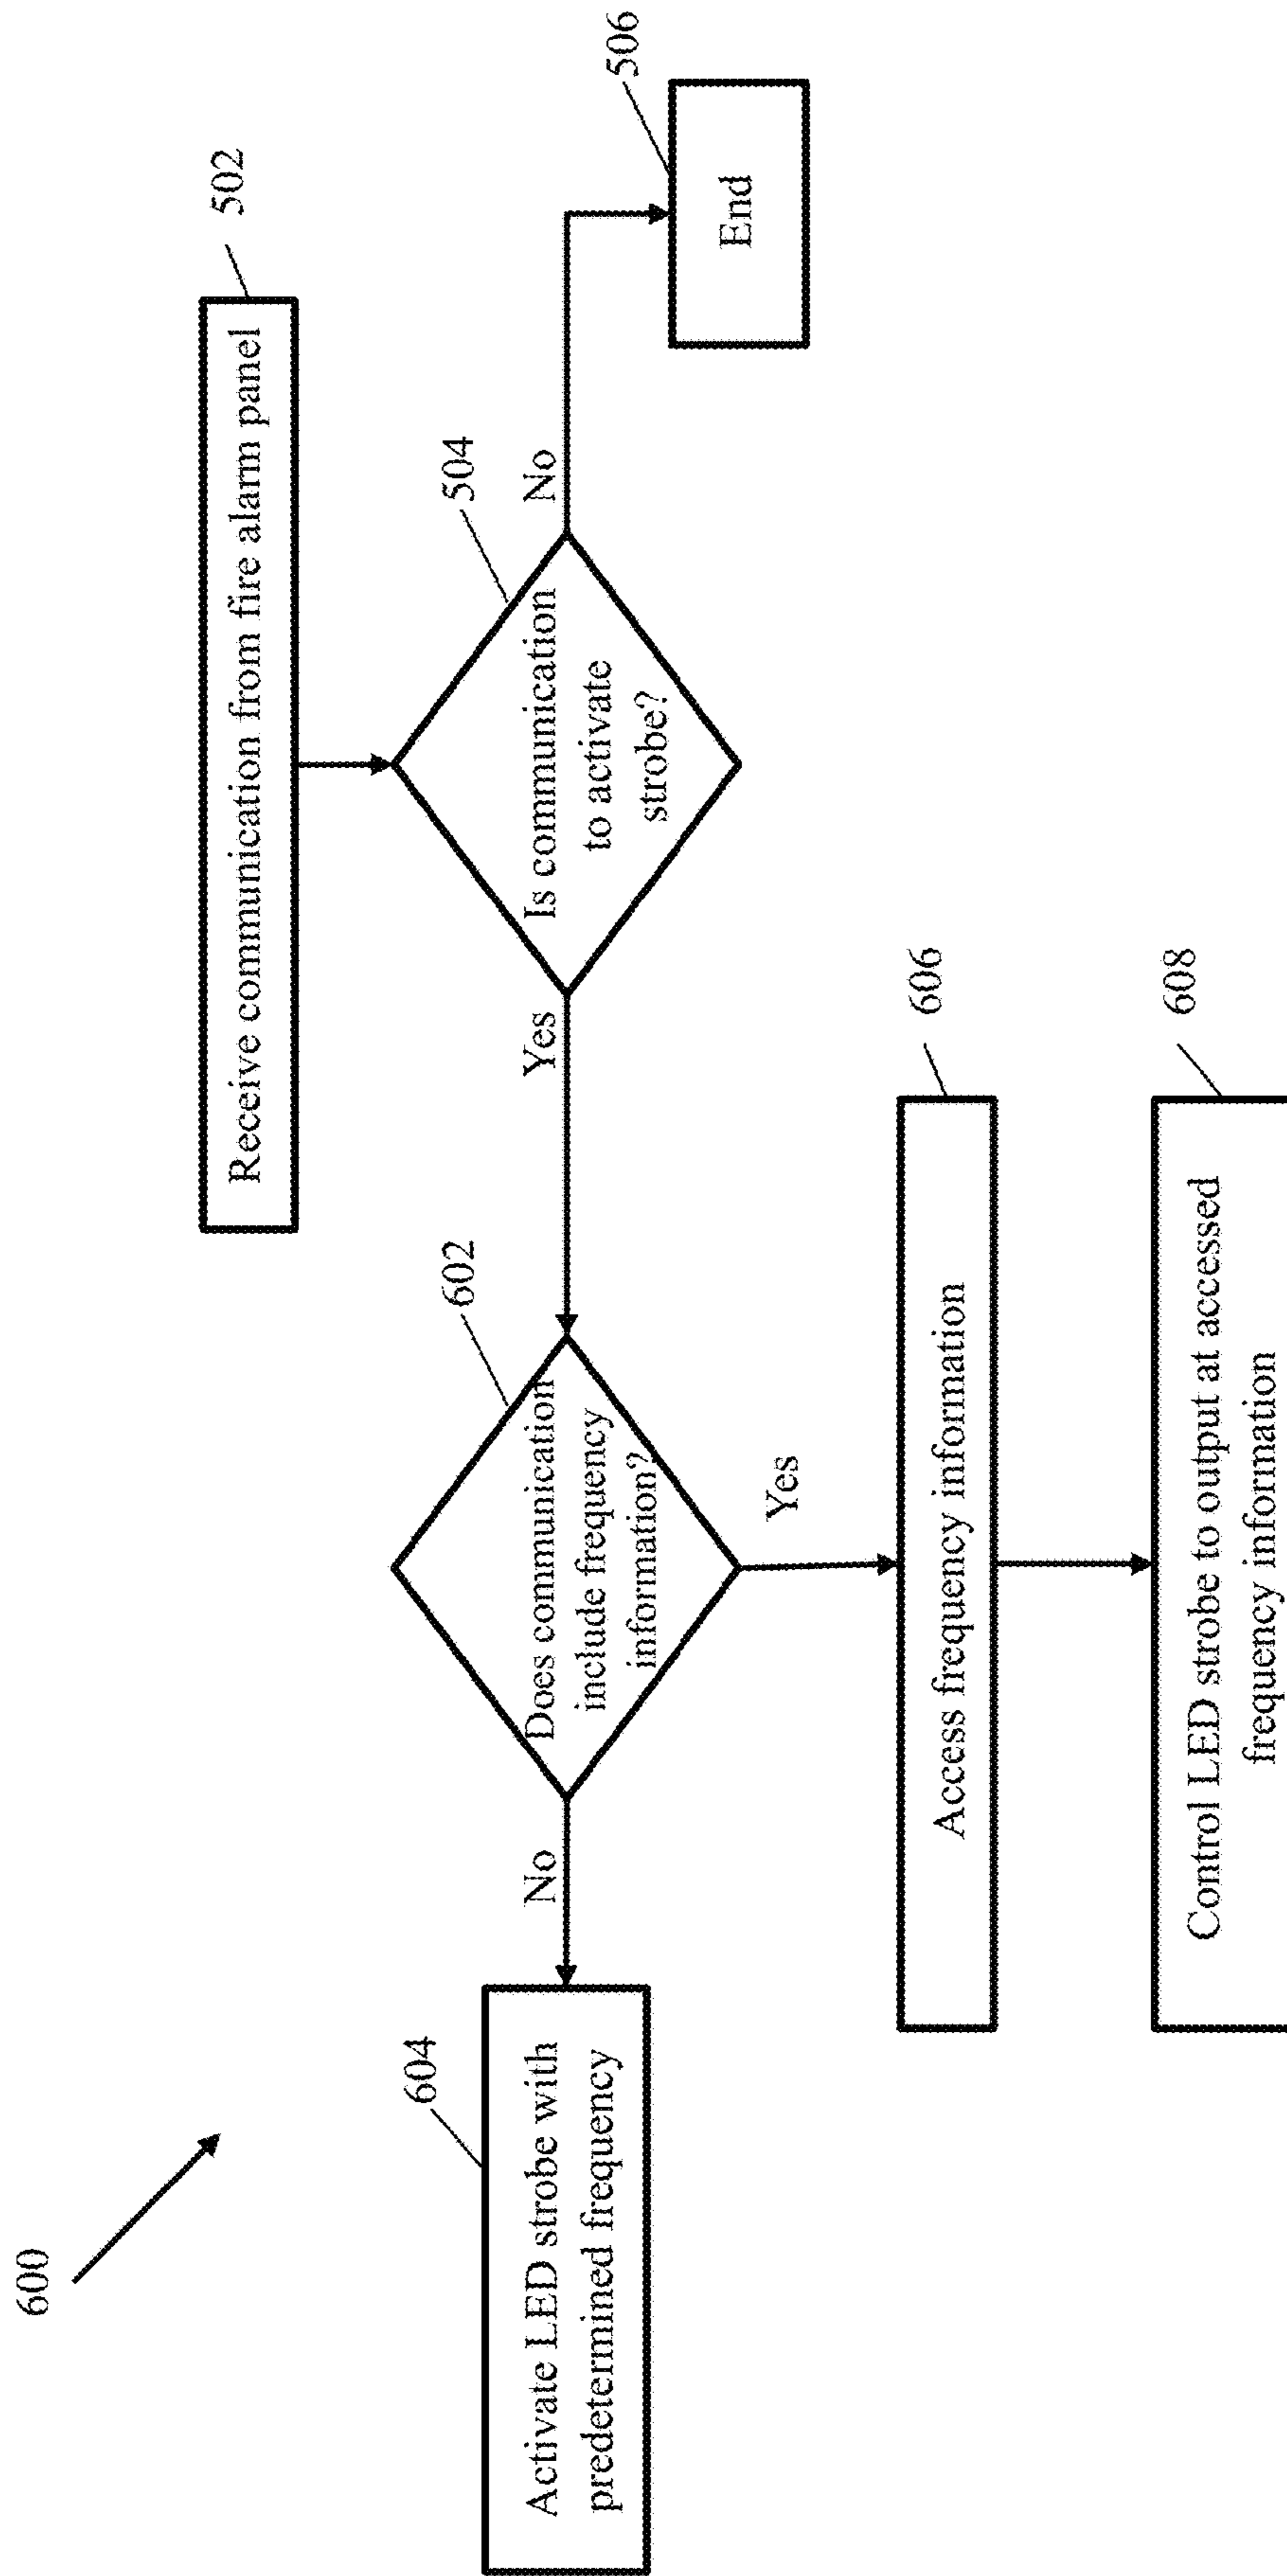 600
502
Receive communication from fire alarm panel
504
Is communication
to activate
strobe?
No
506
End
Yes
602
Does communication
include frequency
information?
No
604
Activate LED strobe with
predetermined frequency
Yes
606
Access frequency information
608
Control LED strobe to output at accessed
frequency information